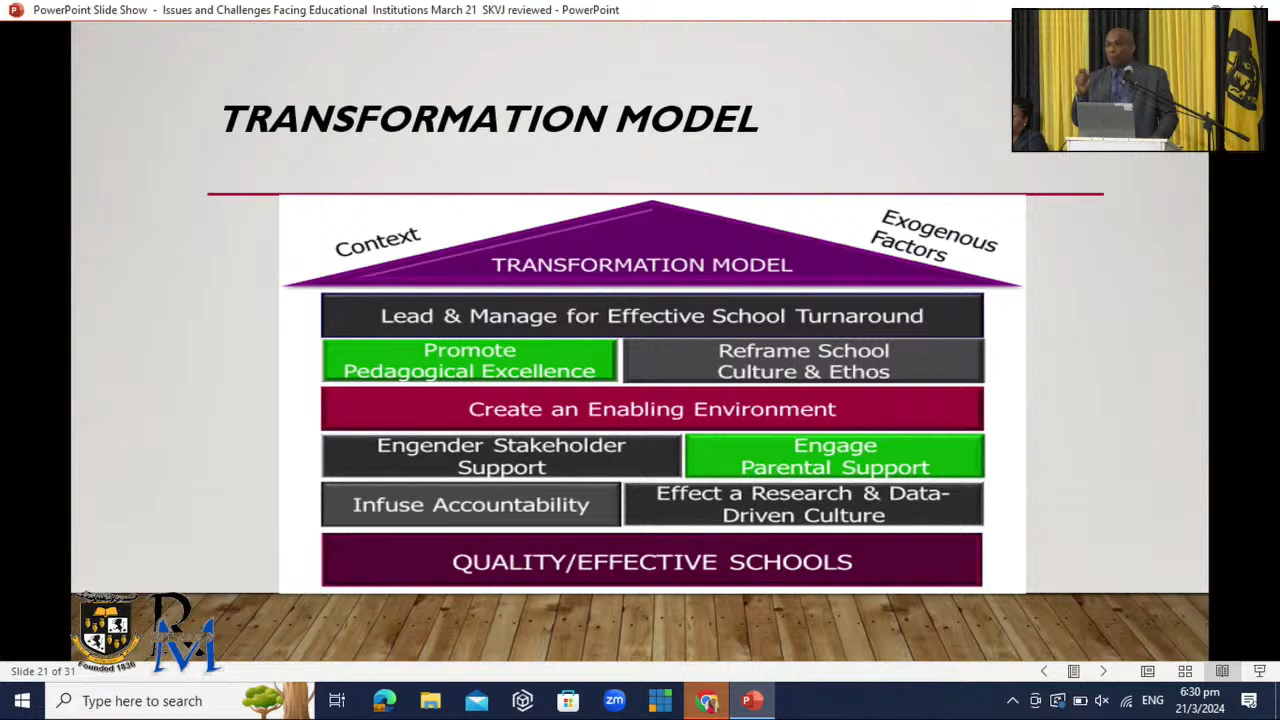 PowerPoint Slide Show - Issues and Challenges Facing Educational Institutions March 21 SKVJ reviewed - PowerPoint
TRANSFORMATION MODEL
Context
Exogenous
Factors
TRANSFORMATION MODEL
Lead & Manage for Effective School Turnaround
Promote
Pedagogical Excellence
Reframe School
Culture & Ethos
Create an Enabling Environment
Engender Stakeholder
Support
Engage
Parental Support
Infuse Accountability
Effect a Research & Data-
Driven Culture
QUALITY/EFFECTIVE SCHOOLS
Founded 1836
RM
Slide 21 of 31
Type here to search
zm
ENG
6:30 pm
21/3/2024